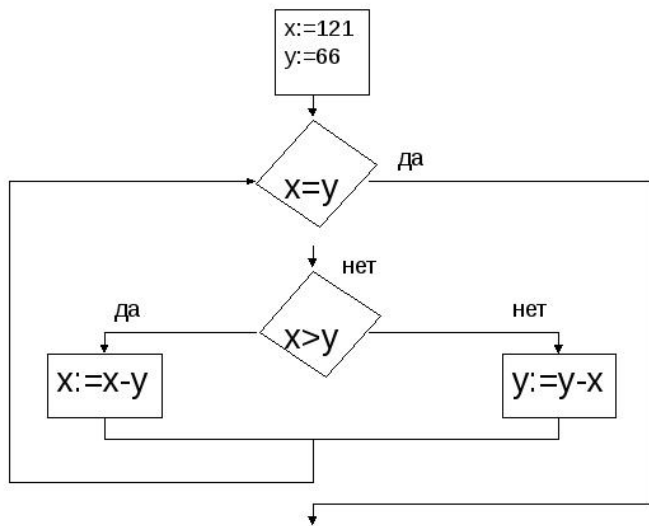 x:=121
y:=66
x=y
да
нет
x>y
да
нет
x:=x-y
y:=y-x